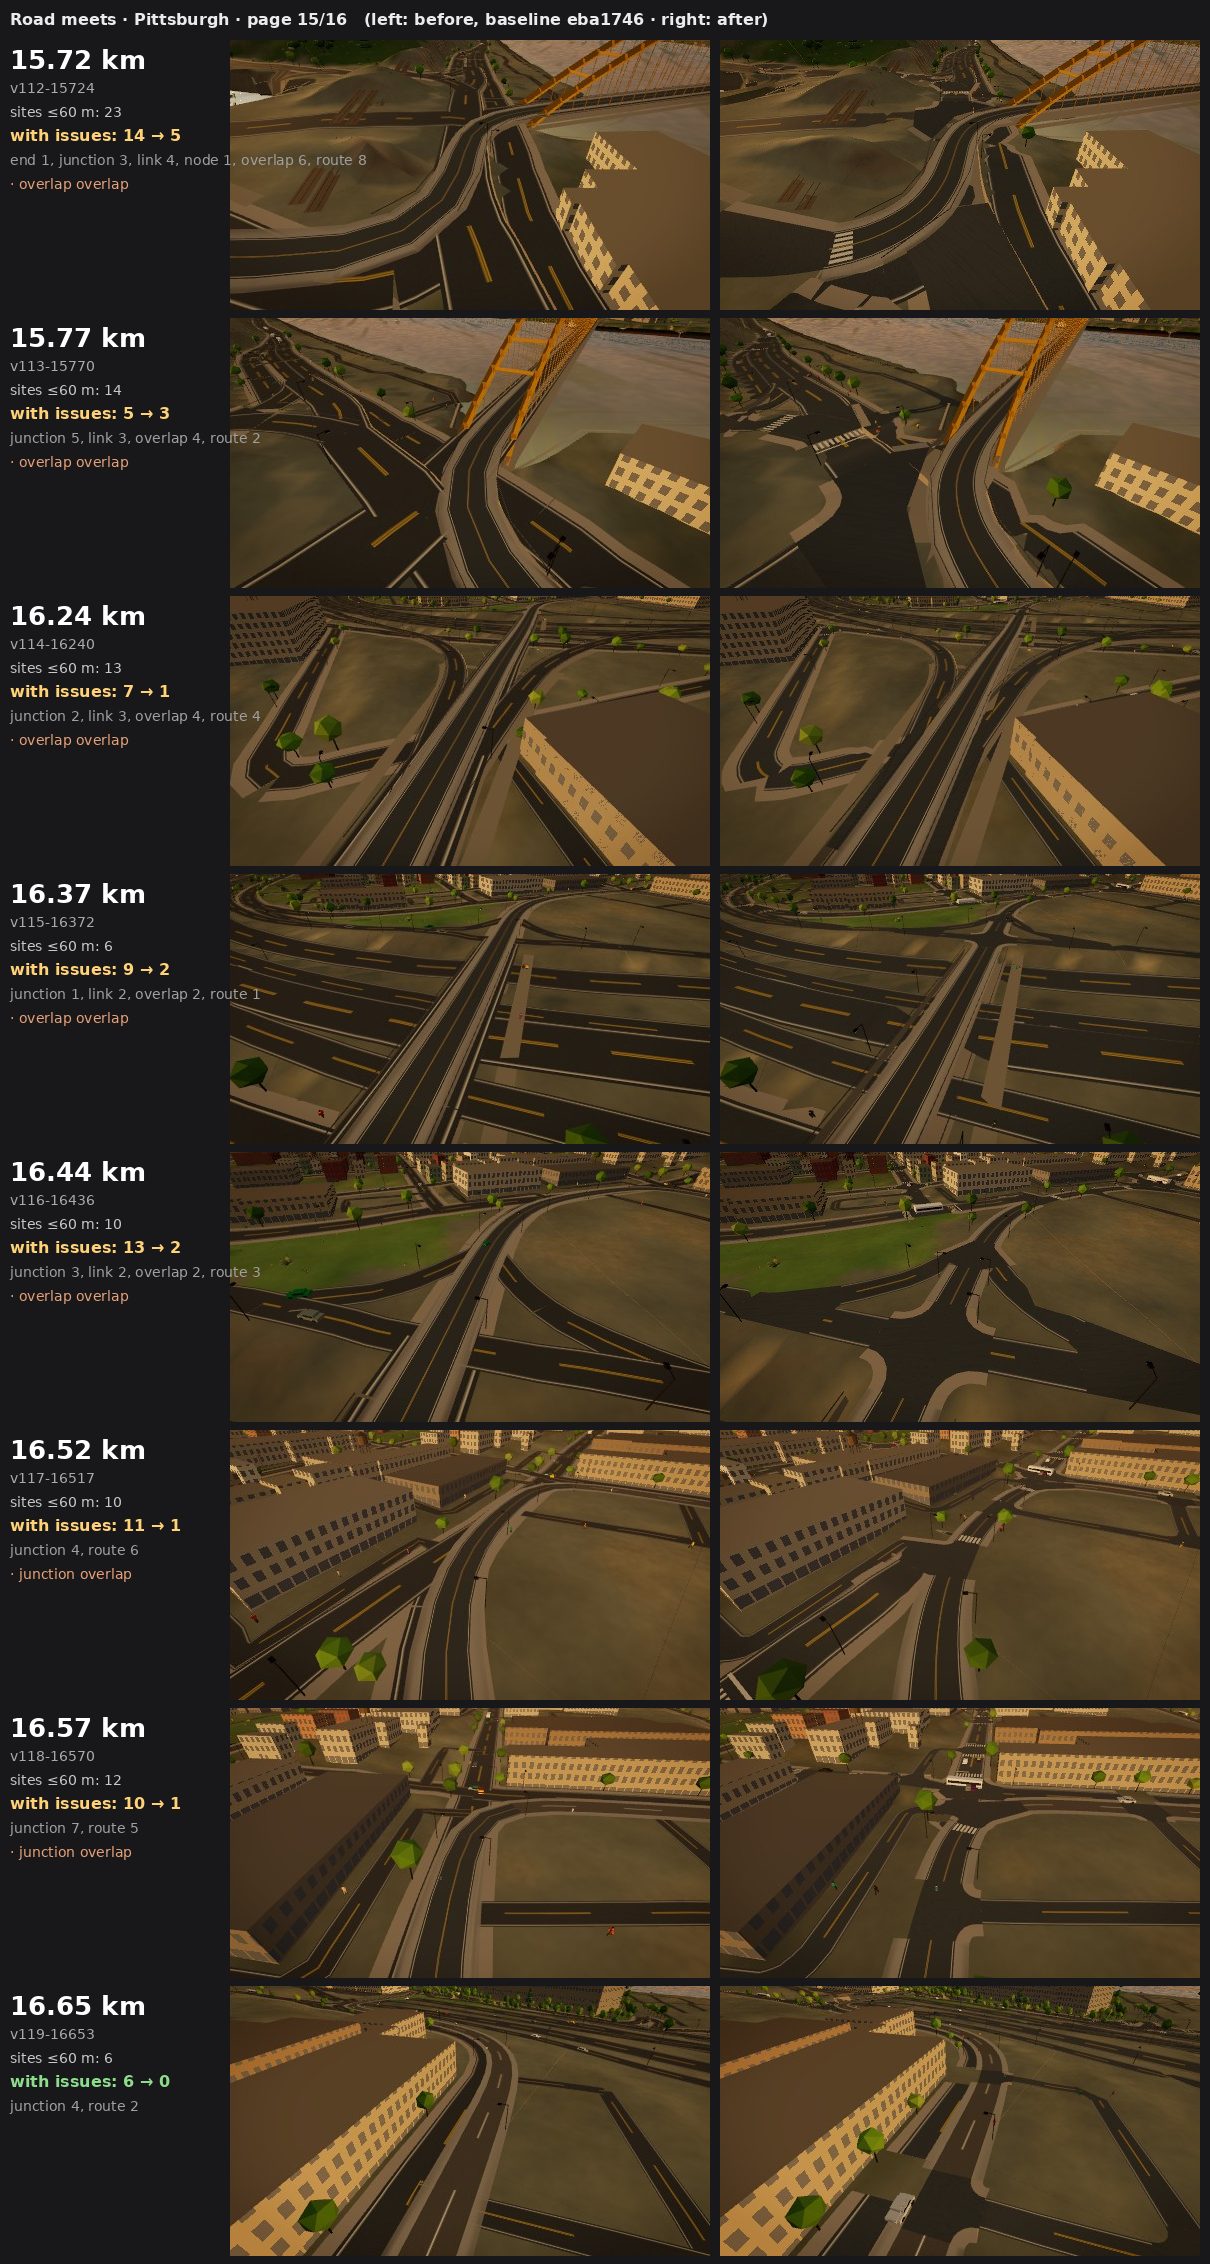 Road meets · Pittsburgh · page 15/16 (left: before, baseline eba1746 · right: after)
15.72 km
v112-15724
sites ≤60 m: 23
with issues: 14 → 5
end 1, junction 3, link 4, node 1, overlap 6, route 8
· overlap overlap
15.77 km
v113-15770
sites ≤60 m: 14
with issues: 5 → 3
junction 5, link 3, overlap 4, route 2
· overlap overlap
16.24 km
v114-16240
sites ≤60 m: 13
with issues: 7 → 1
junction 2, link 3, overlap 4, route 4
· overlap overlap
16.37 km
v115-16372
sites ≤60 m: 6
with issues: 9 → 2
junction 1, link 2, overlap 2, route 1
· overlap overlap
16.44 km
v116-16436
sites ≤60 m: 10
with issues: 13 → 2
junction 3, link 2, overlap 2, route 3
· overlap overlap
16.52 km
v117-16517
sites ≤60 m: 10
with issues: 11 → 1
junction 4, route 6
· junction overlap
16.57 km
v118-16570
sites ≤60 m: 12
with issues: 10 → 1
junction 7, route 5
· junction overlap
16.65 km
v119-16653
sites ≤60 m: 6
with issues: 6 → 0
junction 4, route 2